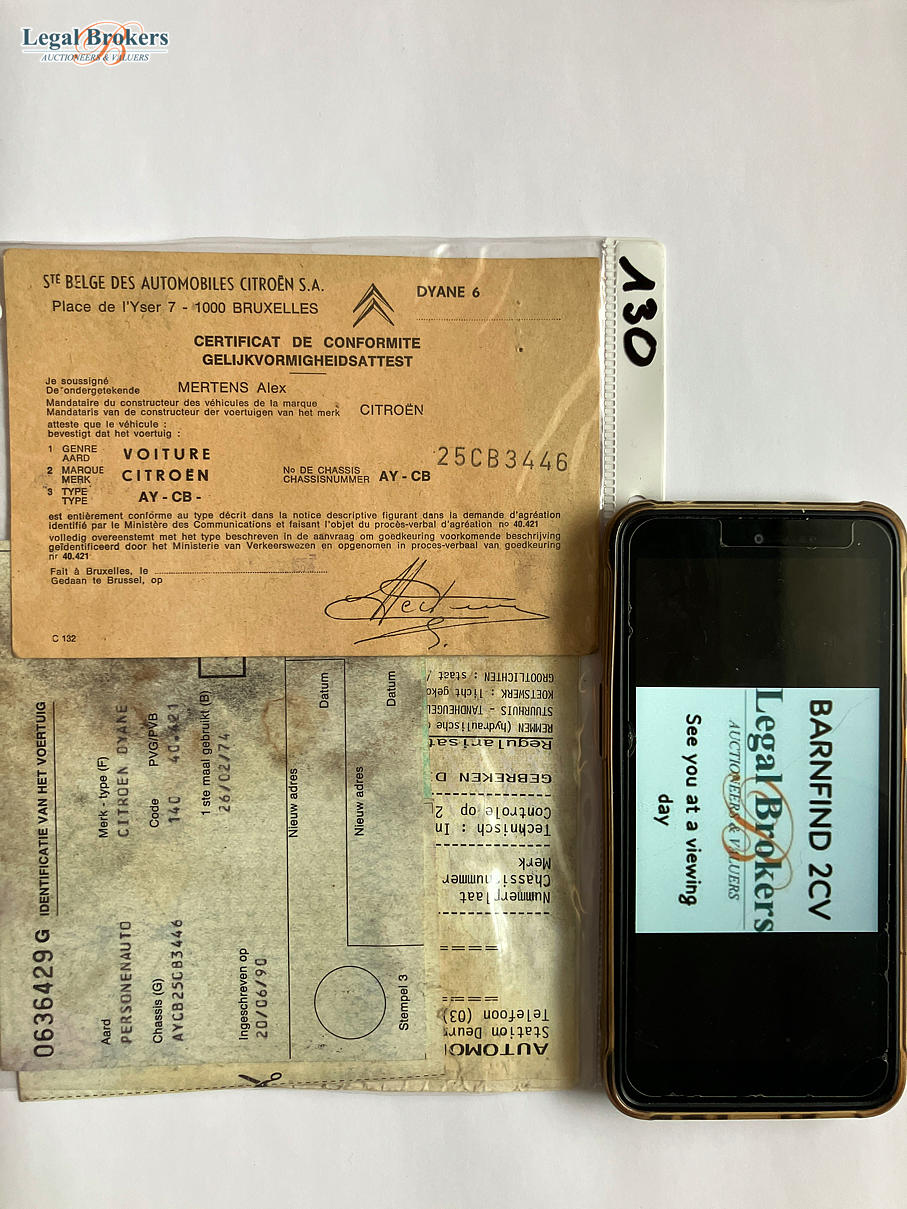 Legal Brokers
AUCTIONEERS & VALUERS
130
STÉ BELGE DES AUTOMOBILES CITROËN S.A.
Place de l'Yser 7 - 1000 BRUXELLES
DYANE 6
CERTIFICAT DE CONFORMITE
GELIJKVORMIGHEIDSATTEST
Je soussigné
De ondergetekende
MERTENS Alex
Mandataire du constructeur des véhicules de la marque
Mandataris van de constructeur der voertuigen van het merk
CITROËN
atteste que le véhicule :
bevestigt dat het voertuig :
1 GENRE
AARD
VOITURE
2 MARQUE
MERK
CITROËN
No DE CHASSIS
CHASSISNUMMER
AY - CB
25CB3446
3 TYPE
TYPE
AY - CB -
est entièrement conforme au type décrit dans la notice descriptive figurant dans la demande d'agréation
identifié par le Ministère des Communications et faisant l'objet du procès-verbal d'agréation no 40.421
volledig overeenstemt met het type beschreven in de aanvraag om goedkeuring voorkomende beschrijving
geïdentificeerd door het Ministerie van Verkeerswezen en opgenomen in proces-verbaal van goedkeuring
nr 40.421
Fait à Bruxelles, le
Gedaan te Brussel, op
C 132
0636429 G IDENTIFICATIE VAN HET VOERTUIG
Aard
PERSONENAUTO
Merk - type (F)
CITROEN DYANE
Chassis (G)
AYCB25CB3446
Code
140
PVG/PVB
40.421
Ingeschreven op
20/06/90
1 ste maal gebruikt (B)
26/02/74
Nieuw adres
Datum
Nieuw adres
Datum
Stempel 3
AUTOMO
Station Deur
Telefoon (03)
Nummerplaat
Chassisnummer
Merk
Technisch : In
Controle op 2
GEBREKEN D
Regularisat
REMMEN (hydraulische
STUURHUIS - TANDHEUGEL
KOETSWERK : licht geko
GROOTLICHTEN : staat /
BARNFIND 2CV
Legal Brokers
AUCTIONEERS & VALUERS
See you at a viewing
day